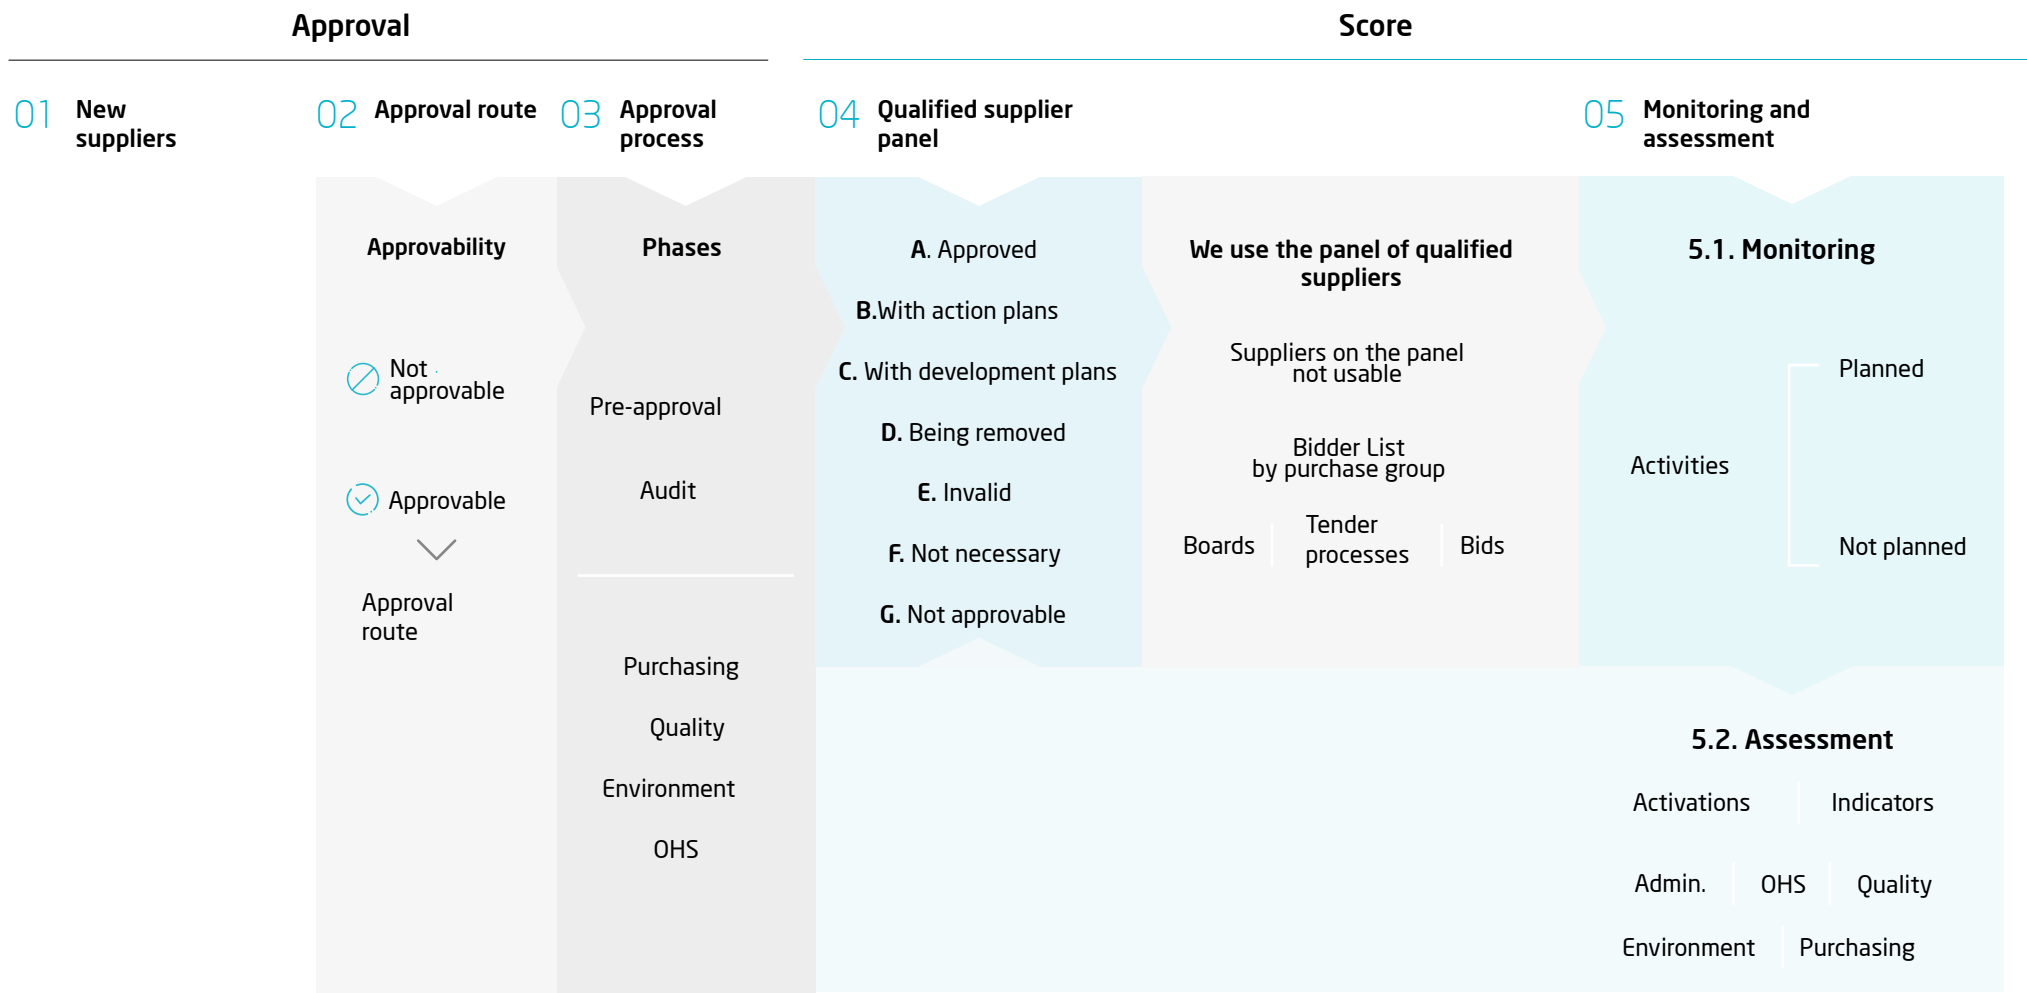 Approval
Score
01 New
suppliers
02 Approval route
03 Approval
process
04 Qualified supplier
panel
05 Monitoring and
assessment
Approvability
Not
approvable
Approvable
Approval
route
Phases
Pre-approval
Audit
Purchasing
Quality
Environment
OHS
A. Approved
B.With action plans
C. With development plans
D. Being removed
E. Invalid
F. Not necessary
G. Not approvable
We use the panel of qualified
suppliers
Suppliers on the panel
not usable
Bidder List
by purchase group
Boards
Tender
processes
Bids
5.1. Monitoring
Activities
Planned
Not planned
5.2. Assessment
Activations
Indicators
Admin.
OHS
Quality
Environment
Purchasing